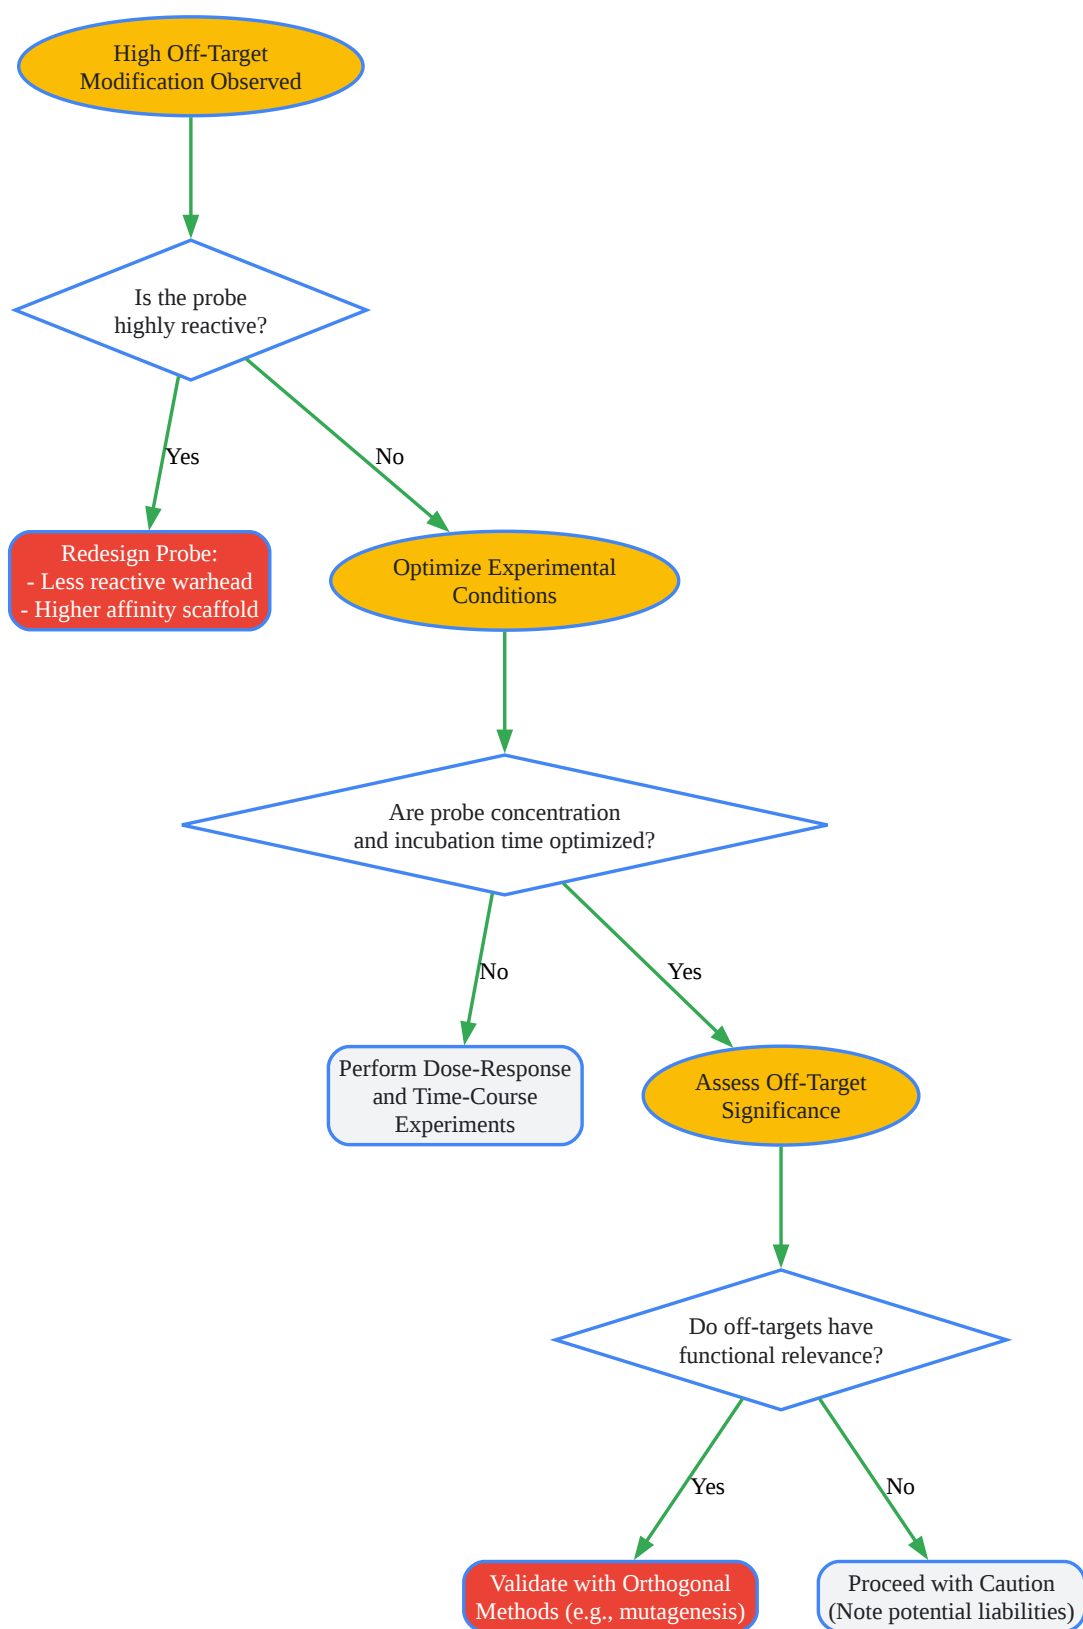 High Off-Target
Modification Observed
Is the probe
highly reactive?
Yes
No
Redesign Probe:
- Less reactive warhead
- Higher affinity scaffold
Optimize Experimental
Conditions
Are probe concentration
and incubation time optimized?
No
Yes
Perform Dose-Response
and Time-Course
Experiments
Assess Off-Target
Significance
Do off-targets have
functional relevance?
Yes
No
Validate with Orthogonal
Methods (e.g., mutagenesis)
Proceed with Caution
(Note potential liabilities)